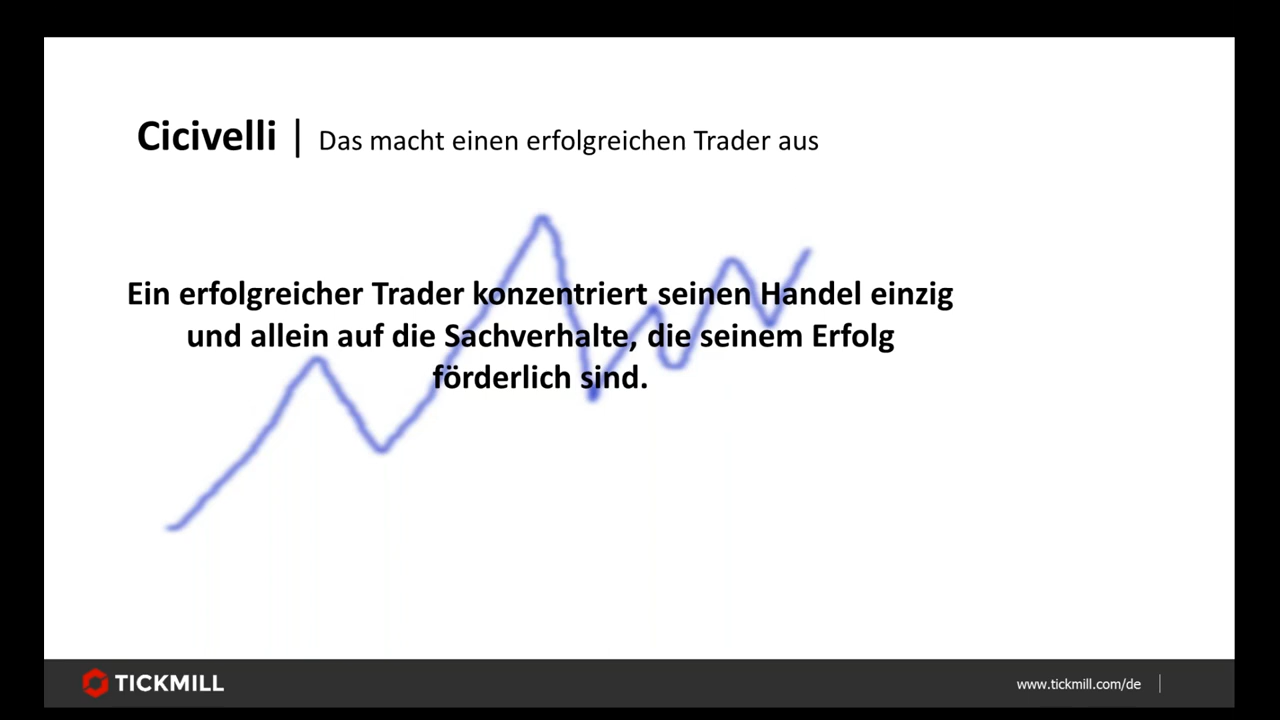 Cicivelli | Das macht einen erfolgreichen Trader aus
Ein erfolgreicher Trader konzentriert seinen Handel einzig
und allein auf die Sachverhalte, die seinem Erfolg
förderlich sind.
TICKMILL
www.tickmill.com/de